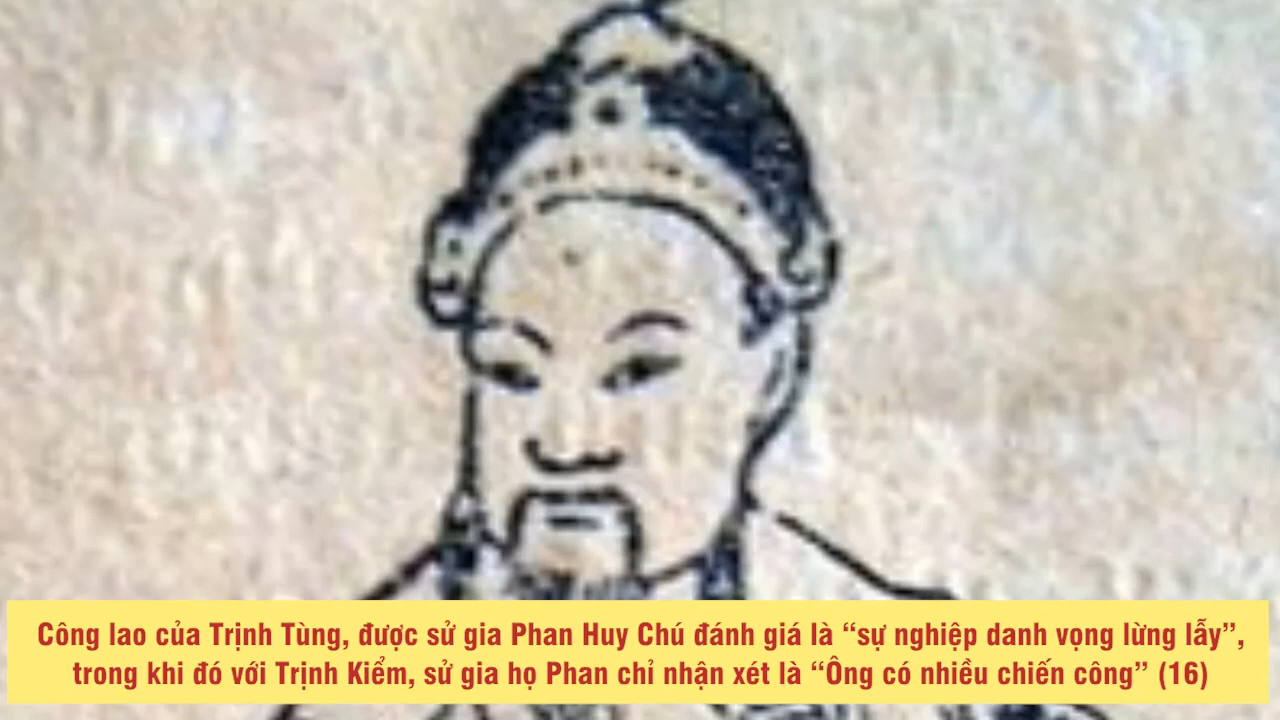 Công lao của Trịnh Tùng, được sử gia Phan Huy Chú đánh giá là “sự nghiệp danh vọng lừng lẫy”,
trong khi đó với Trịnh Kiểm, sử gia họ Phan chỉ nhận xét là “Ông có nhiều chiến công” (16)